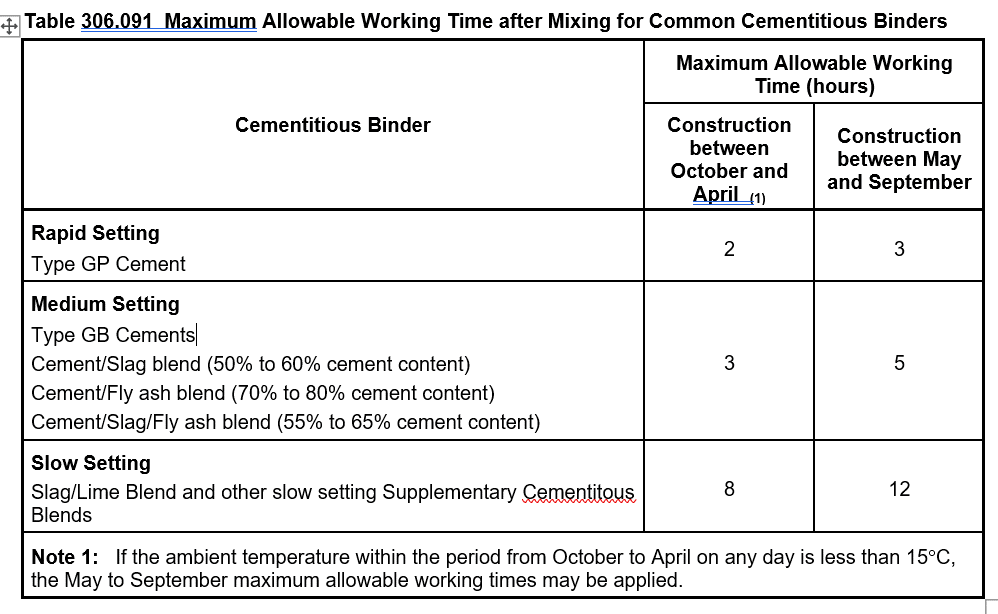 Table 306.091 Maximum Allowable Working Time after Mixing for Common Cementitious Binders
Cementitious Binder
Maximum Allowable Working
Time (hours)
Construction
between
October and
April (1)
Construction
between May
and September
Rapid Setting
Type GP Cement
2
3
Medium Setting
Type GB Cements
Cement/Slag blend (50% to 60% cement content)
Cement/Fly ash blend (70% to 80% cement content)
Cement/Slag/Fly ash blend (55% to 65% cement content)
3
5
Slow Setting
Slag/Lime Blend and other slow setting Supplementary Cementitous
Blends
8
12
Note 1: If the ambient temperature within the period from October to April on any day is less than 15°C,
the May to September maximum allowable working times may be applied.